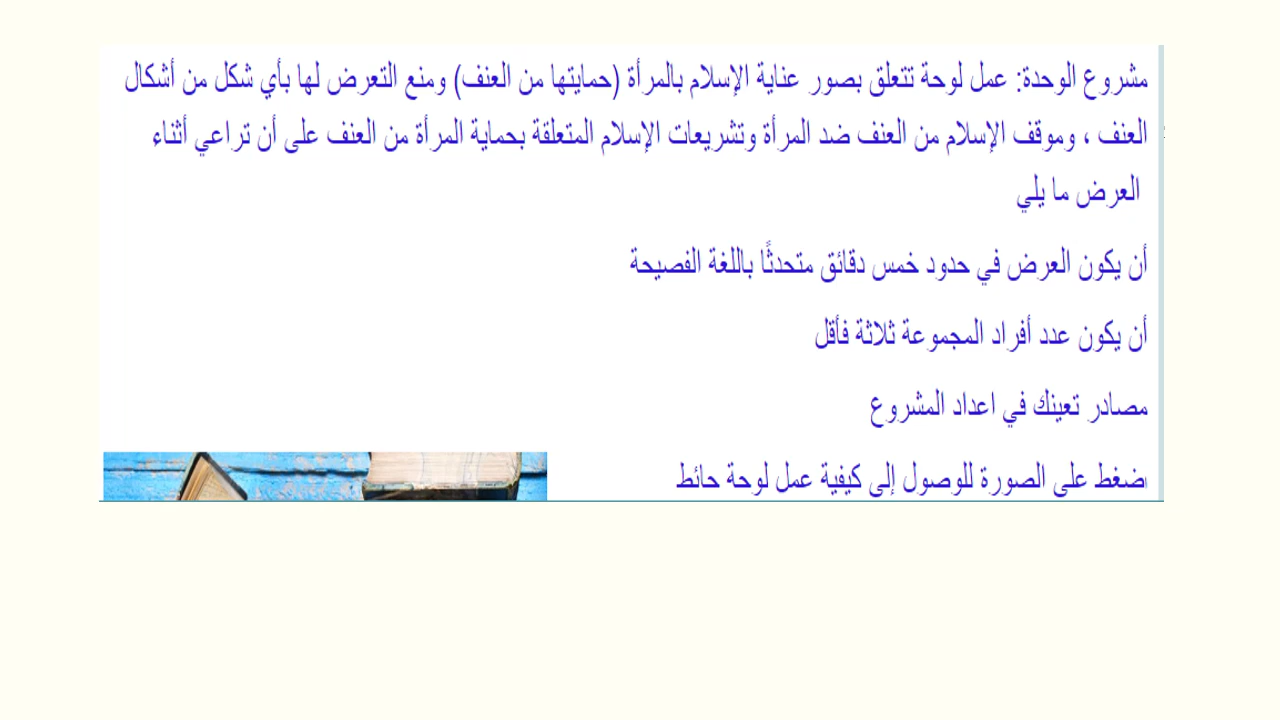 مشروع الوحدة: عمل لوحة تتعلق بصور عناية الإسلام بالمرأة (حمايتها من العنف) ومنع التعرض لها بأي شكل من أشكال
العنف ، وموقف الإسلام من العنف ضد المرأة وتشريعات الإسلام المتعلقة بحماية المرأة من العنف على أن تراعي أثناء
العرض ما يلي
أن يكون العرض في حدود خمس دقائق متحدثًا باللغة الفصيحة
أن يكون عدد أفراد المجموعة ثلاثة فأقل
مصادر تعينك في اعداد المشروع
ضغط على الصورة للوصول إلى كيفية عمل لوحة حائط